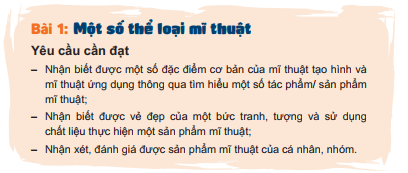 Bài 1: Một số thể loại mĩ thuật
Yêu cầu cần đạt
– Nhận biết được một số đặc điểm cơ bản của mĩ thuật tạo hình và
mĩ thuật ứng dụng thông qua tìm hiểu một số tác phẩm/ sản phẩm
mĩ thuật;
– Nhận biết được vẻ đẹp của một bức tranh, tượng và sử dụng
chất liệu thực hiện một sản phẩm mĩ thuật;
– Nhận xét, đánh giá được sản phẩm mĩ thuật của cá nhân, nhóm.